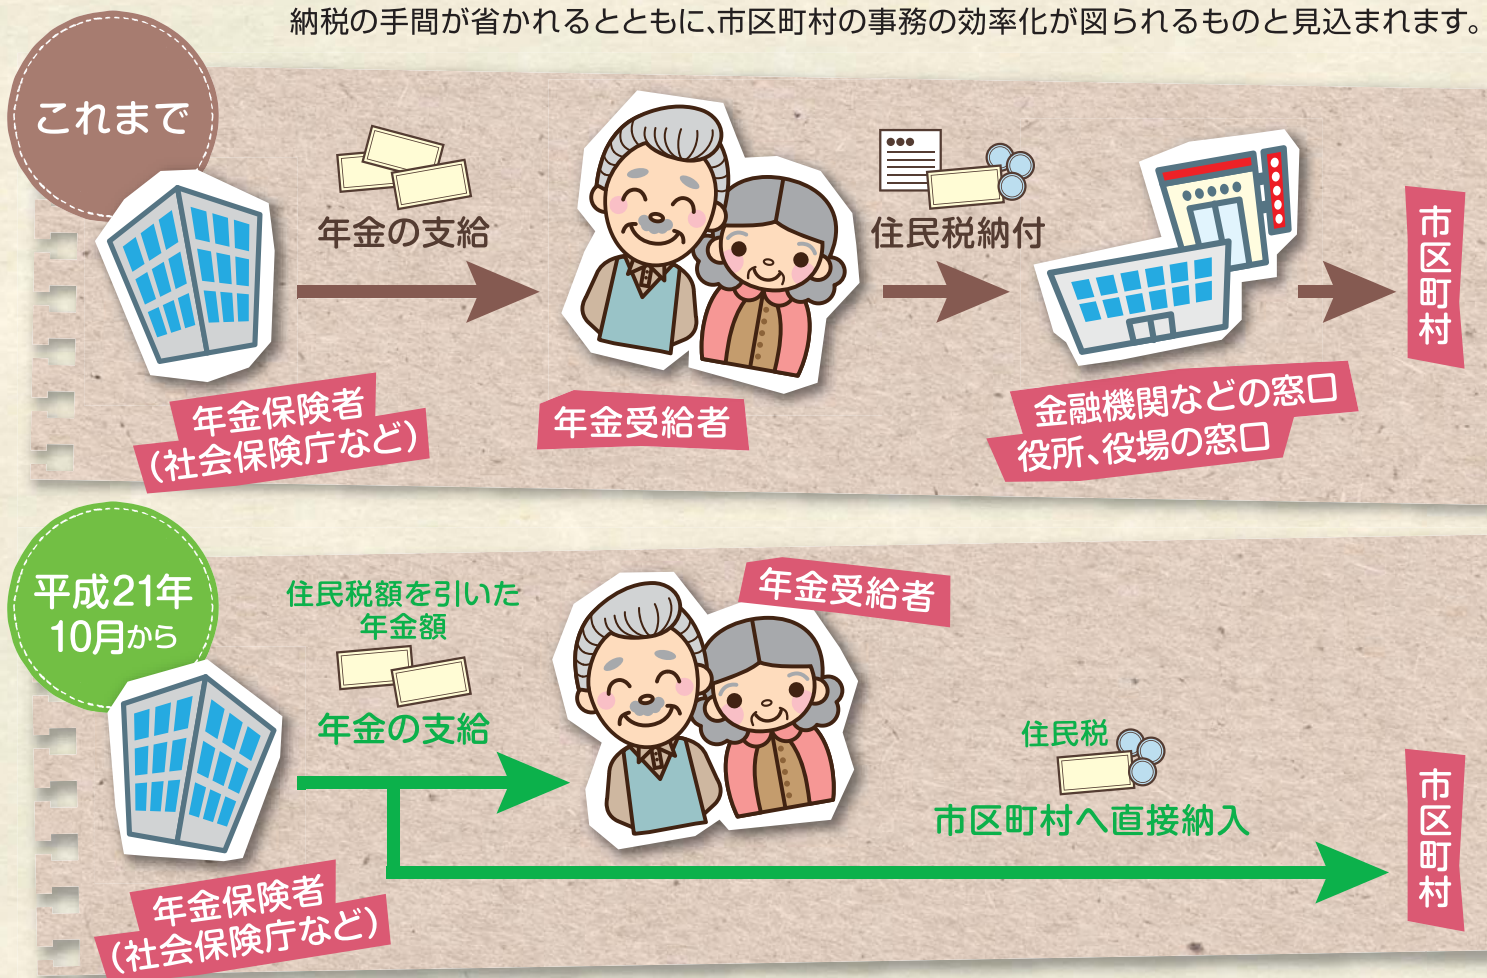 納税の手間が省かれるとともに、市区町村の事務の効率化が図られるものと見込まれます。
これまで
年金の支給
住民税納付
市区町村
年金保険者
（社会保険庁など）
年金受給者
金融機関などの窓口
役所、役場の窓口
平成21年
10月から
住民税額を引いた
年金額
年金の支給
年金受給者
住民税
市区町村へ直接納入
市区町村
年金保険者
（社会保険庁など）